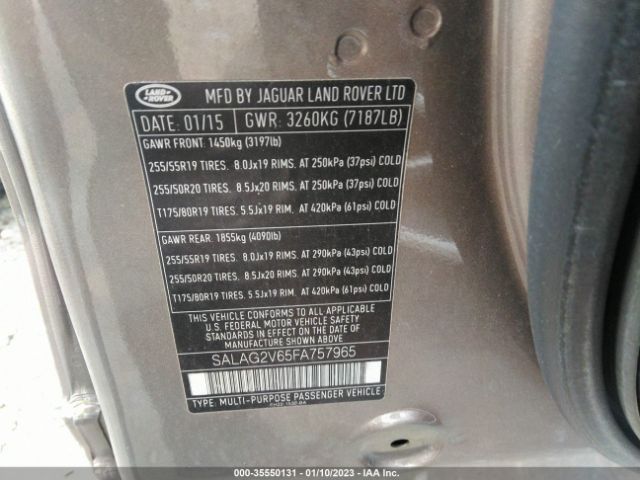 LAND ROVER
MFD BY JAGUAR LAND ROVER LTD
DATE: 01/15 GWR: 3260KG (7187LB)
GAWR FRONT: 1450kg (3197lb)
255/55R19 TIRES. 8.0Jx19 RIMS. AT 250kPa (37psi) COLD
255/50R20 TIRES. 8.5Jx20 RIMS. AT 250kPa (37psi) COLD
T175/80R19 TIRES. 5.5Jx19 RIM. AT 420kPa (61psi) COLD
GAWR REAR: 1855kg (4090lb)
255/55R19 TIRES. 8.0Jx19 RIMS. AT 290kPa (43psi) COLD
255/50R20 TIRES. 8.5Jx20 RIMS. AT 290kPa (43psi) COLD
T175/80R19 TIRES. 5.5Jx19 RIM. AT 420kPa (61psi) COLD
THIS VEHICLE CONFORMS TO ALL APPLICABLE
U.S. FEDERAL MOTOR VEHICLE SAFETY
STANDARDS IN EFFECT ON THE DATE OF
MANUFACTURE SHOWN ABOVE.
SALAG2V65FA757965
TYPE: MULTI-PURPOSE PASSENGER VEHICLE
000-35550131 - 01/10/2023 - IAA Inc.